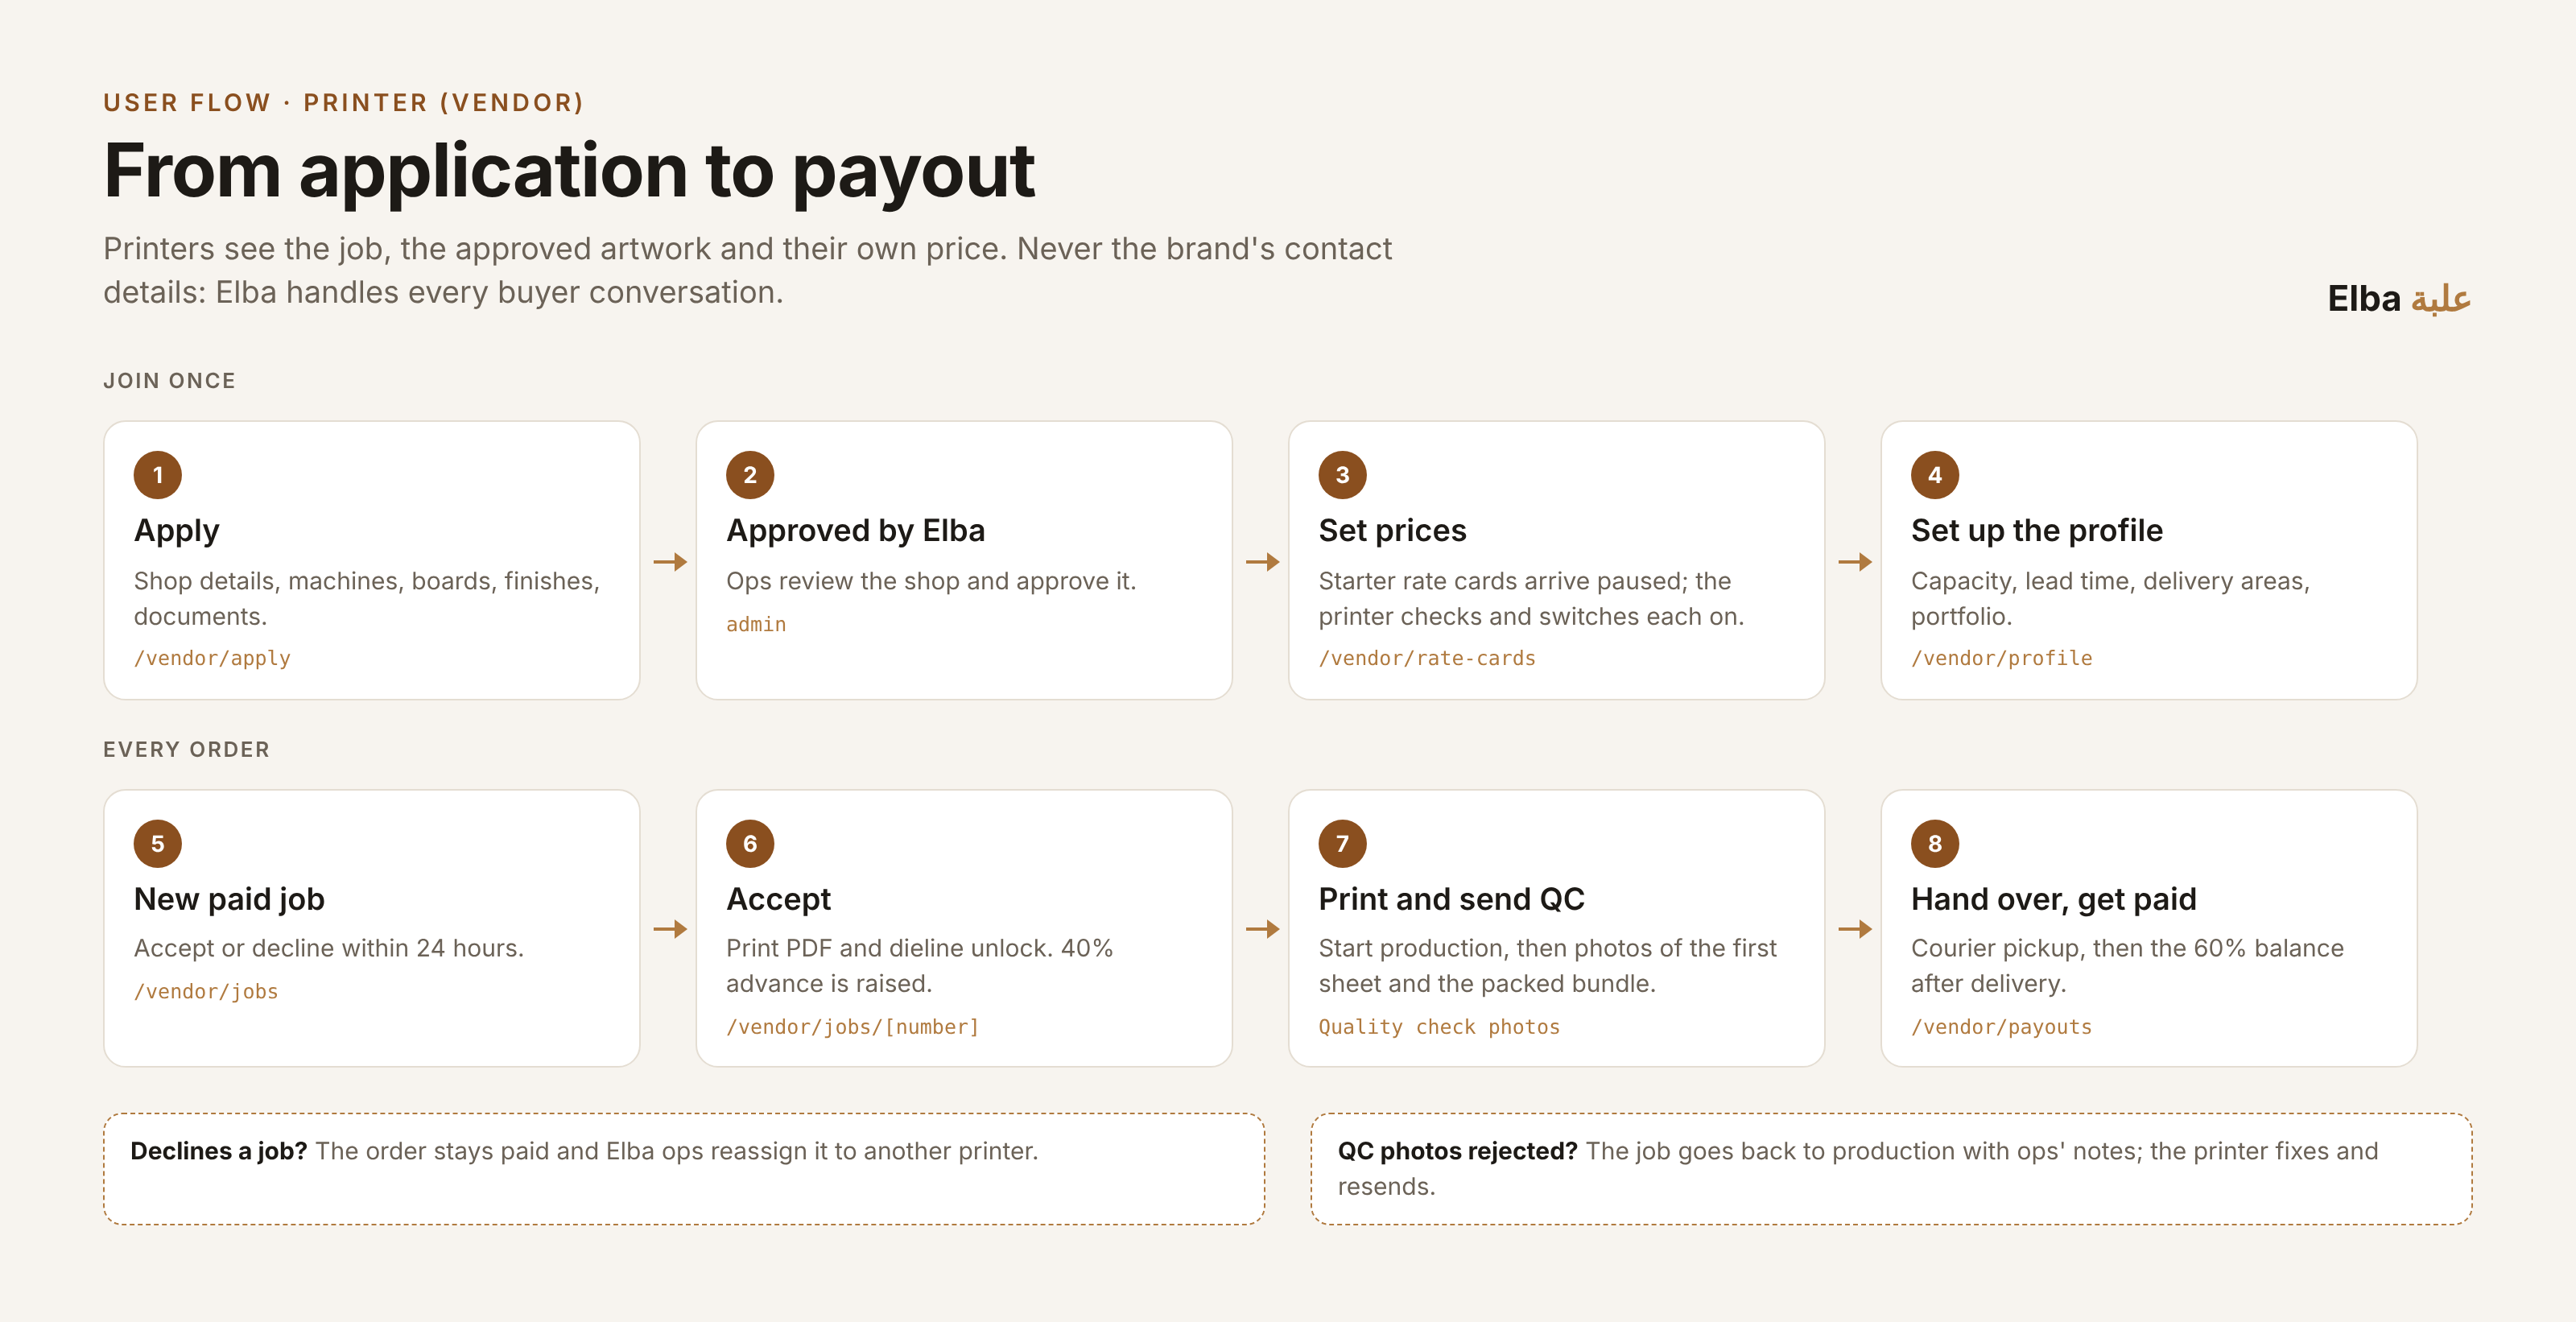 USER FLOW · PRINTER (VENDOR)
From application to payout
Printers see the job, the approved artwork and their own price. Never the brand's contact
details: Elba handles every buyer conversation.
Elba علبة
JOIN ONCE
1
Apply
Shop details, machines, boards, finishes,
documents.
/vendor/apply
2
Approved by Elba
Ops review the shop and approve it.
admin
3
Set prices
Starter rate cards arrive paused; the
printer checks and switches each on.
/vendor/rate-cards
4
Set up the profile
Capacity, lead time, delivery areas,
portfolio.
/vendor/profile
EVERY ORDER
5
New paid job
Accept or decline within 24 hours.
/vendor/jobs
6
Accept
Print PDF and dieline unlock. 40%
advance is raised.
/vendor/jobs/[number]
7
Print and send QC
Start production, then photos of the first
sheet and the packed bundle.
Quality check photos
8
Hand over, get paid
Courier pickup, then the 60% balance
after delivery.
/vendor/payouts
Declines a job? The order stays paid and Elba ops reassign it to another printer.
QC photos rejected? The job goes back to production with ops' notes; the printer fixes and
resends.